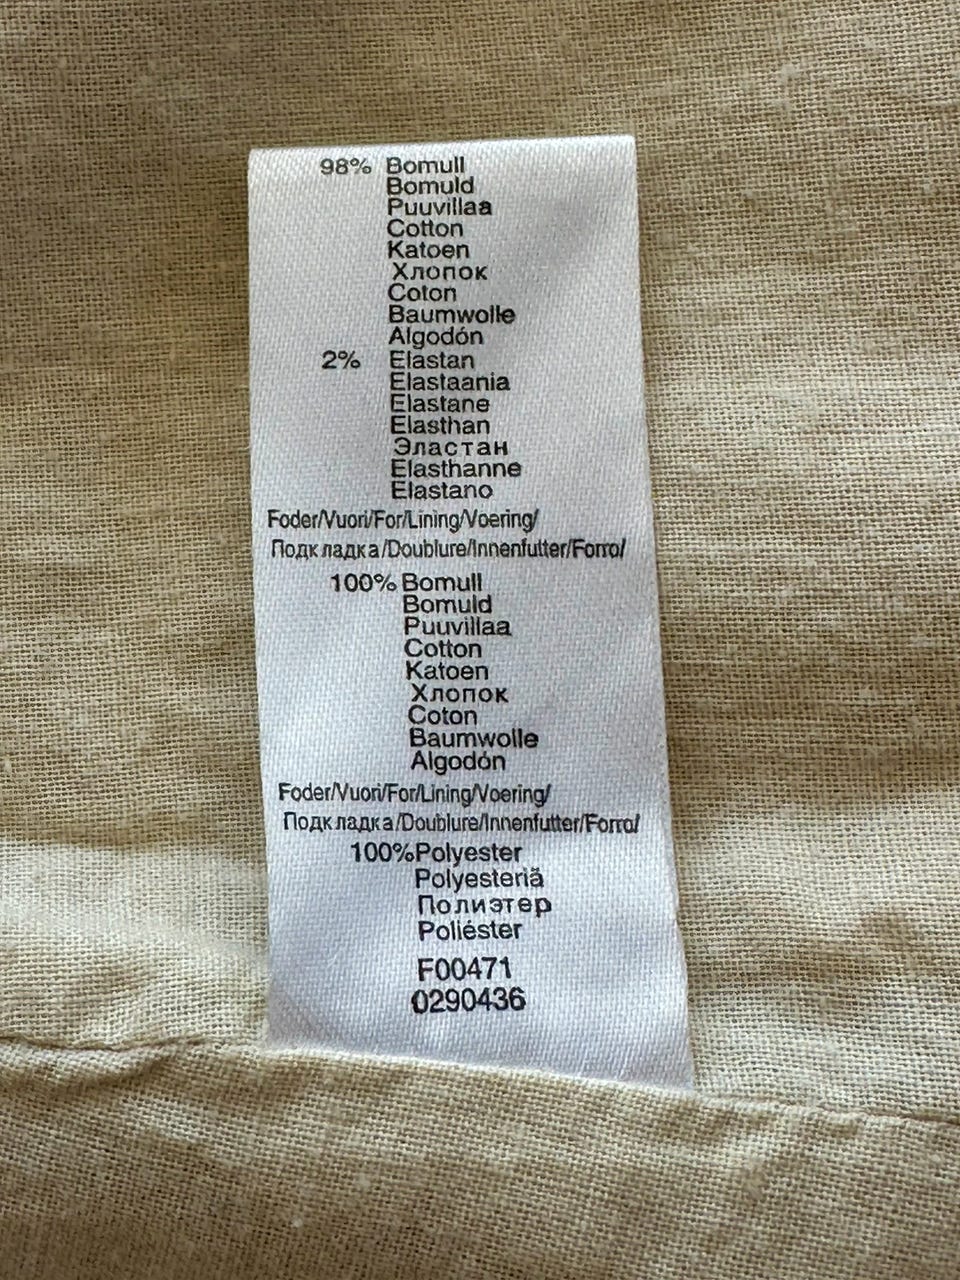 98% Bomull
Bomuld
Puuvillaa
Cotton
Katoen
Хлопок
Coton
Baumwolle
Algodón
2% Elastan
Elastaania
Elastane
Elasthan
Эластан
Elasthanne
Elastano
Foder/Vuori/For/Lining/Voering/
Подкладка/Doublure/Innenfutter/Forro/
100% Bomull
Bomuld
Puuvillaa
Cotton
Katoen
Хлопок
Coton
Baumwolle
Algodón
Foder/Vuori/For/Lining/Voering/
Подкладка/Doublure/Innenfutter/Forro/
100% Polyester
Polyesteriä
Полиэтер
Poliéster
F00471
0290436